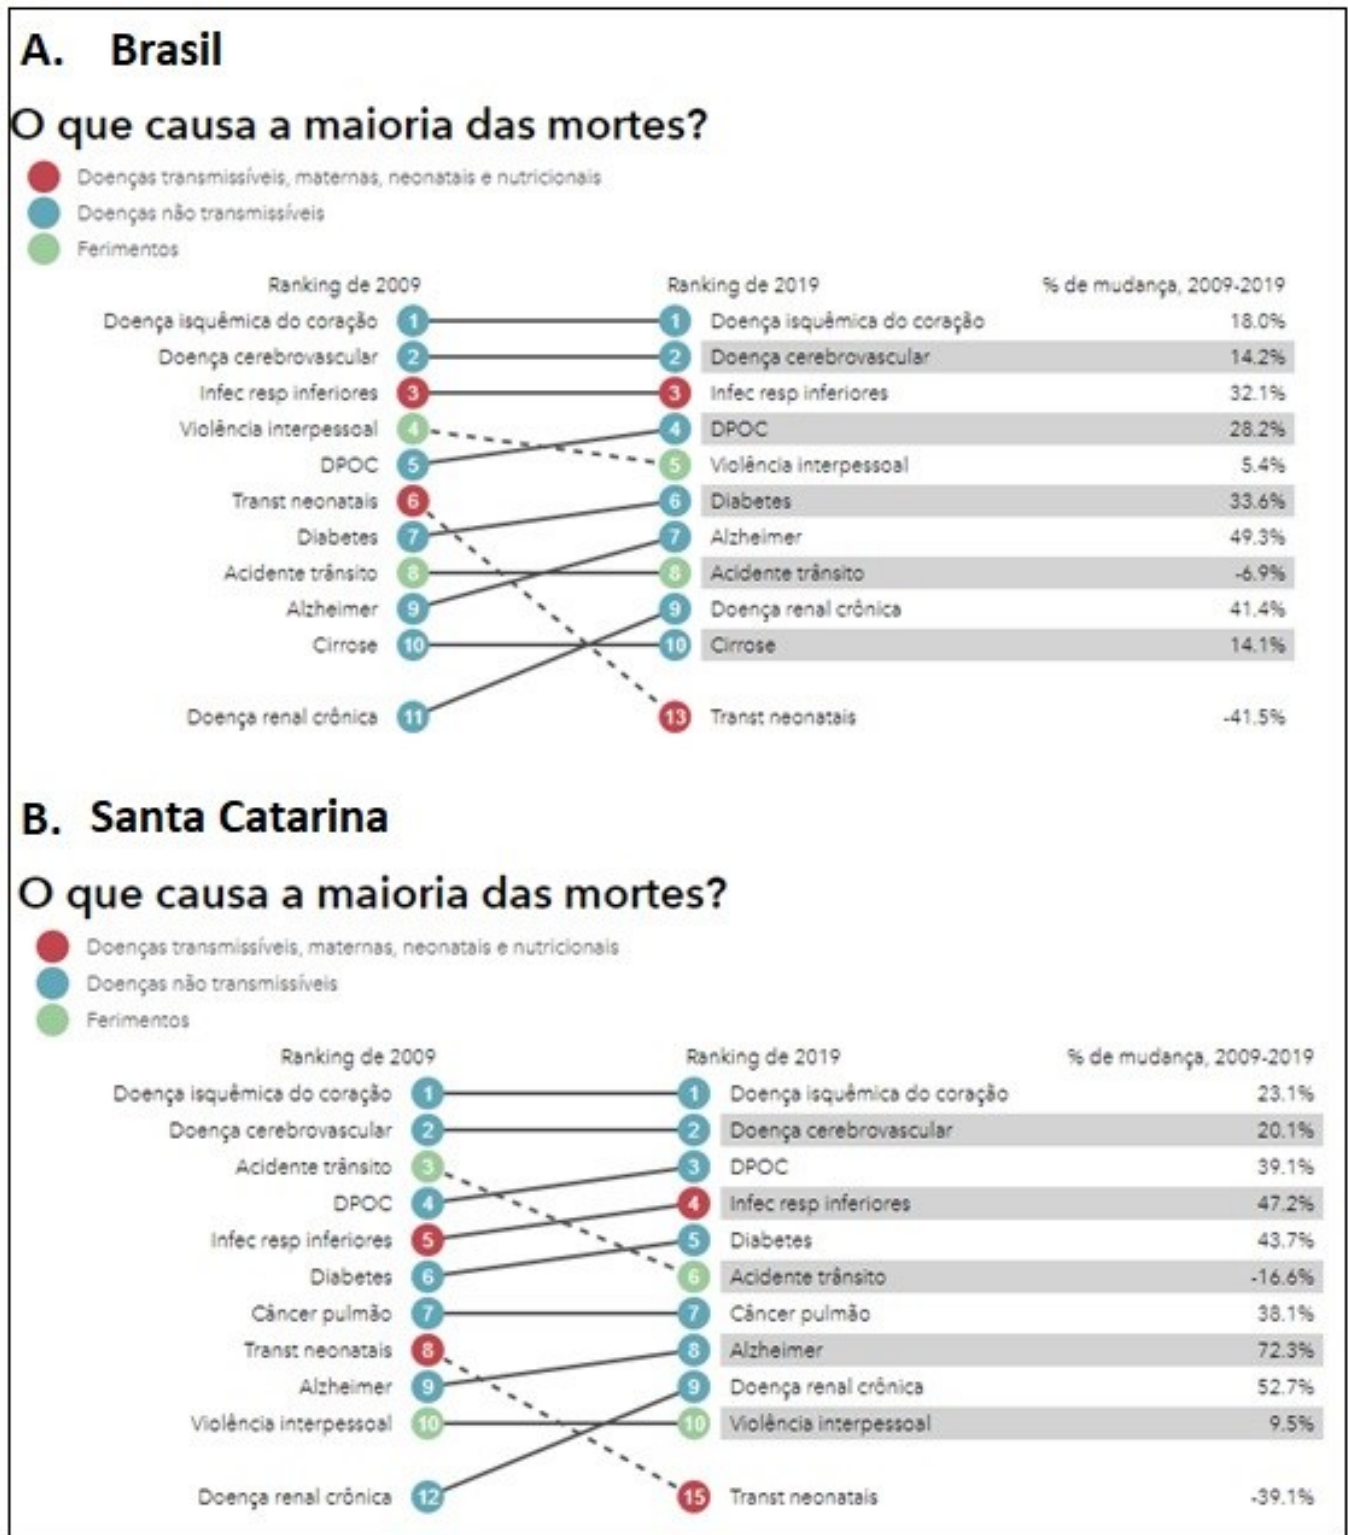 A. Brasil
O que causa a maioria das mortes?
Doenças transmissíveis, maternas, neonatais e nutricionais
Doenças não transmissíveis
Ferimentos
Ranking de 2009 Ranking de 2019 % de mudança, 2009-2019
Doença isquêmica do coração 1 1 Doença isquêmica do coração 18.0%
Doença cerebrovascular 2 2 Doença cerebrovascular 14.2%
Infec resp inferiores 3 3 Infec resp inferiores 32.1%
Violência interpessoal 4 4 DPOC 28.2%
DPOC 5 5 Violência interpessoal 5.4%
Transt neonatais 6 6 Diabetes 33.6%
Diabetes 7 7 Alzheimer 49.3%
Acidente trânsito 8 8 Acidente trânsito -6.9%
Alzheimer 9 9 Doença renal crônica 41.4%
Cirrose 10 10 Cirrose 14.1%
Doença renal crônica 11 13 Transt neonatais -41.5%
B. Santa Catarina
O que causa a maioria das mortes?
Doenças transmissíveis, maternas, neonatais e nutricionais
Doenças não transmissíveis
Ferimentos
Ranking de 2009 Ranking de 2019 % de mudança, 2009-2019
Doença isquêmica do coração 1 1 Doença isquêmica do coração 23.1%
Doença cerebrovascular 2 2 Doença cerebrovascular 20.1%
Acidente trânsito 3 3 DPOC 39.1%
DPOC 4 4 Infec resp inferiores 47.2%
Infec resp inferiores 5 5 Diabetes 43.7%
Diabetes 6 6 Acidente trânsito -16.6%
Câncer pulmão 7 7 Câncer pulmão 38.1%
Transt neonatais 8 8 Alzheimer 72.3%
Alzheimer 9 9 Doença renal crônica 52.7%
Violência interpessoal 10 10 Violência interpessoal 9.5%
Doença renal crônica 12 15 Transt neonatais -39.1%